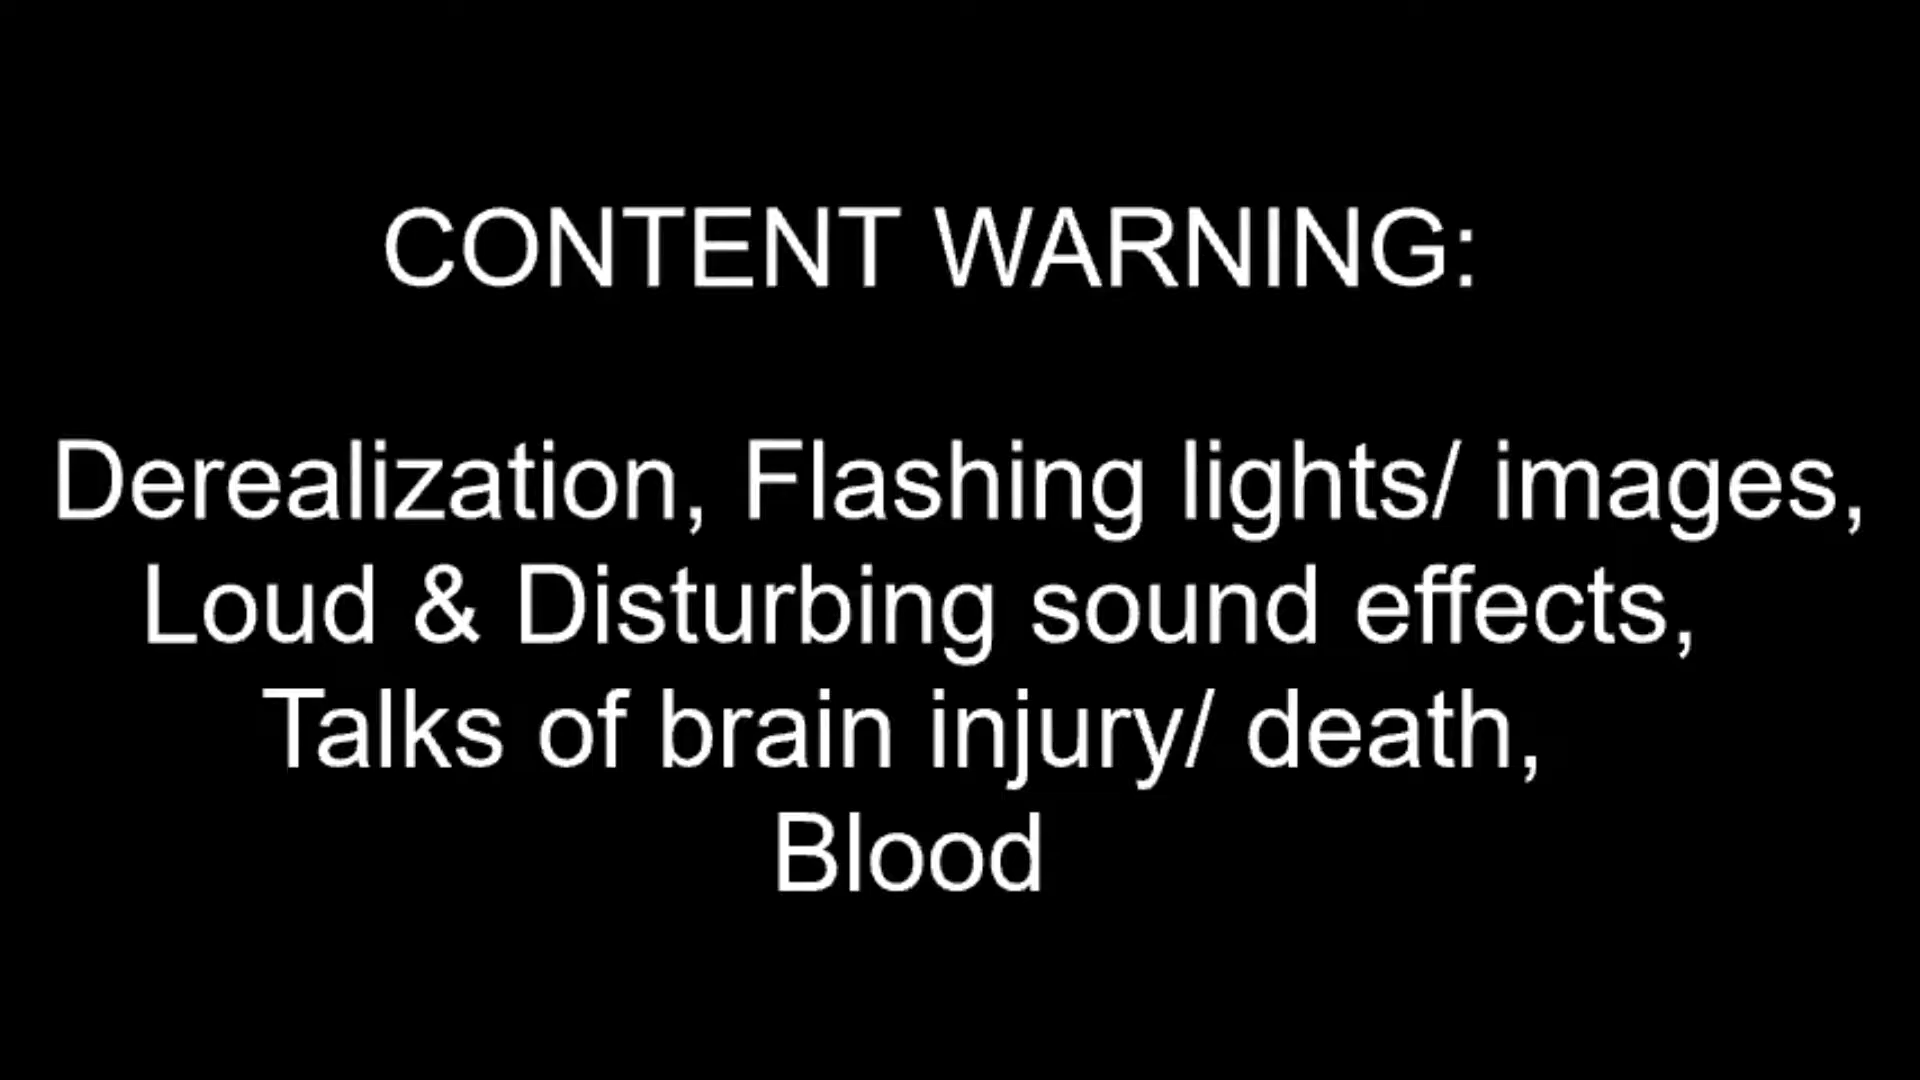 CONTENT WARNING:
Derealization, Flashing lights/ images,
Loud & Disturbing sound effects,
Talks of brain injury/ death,
Blood